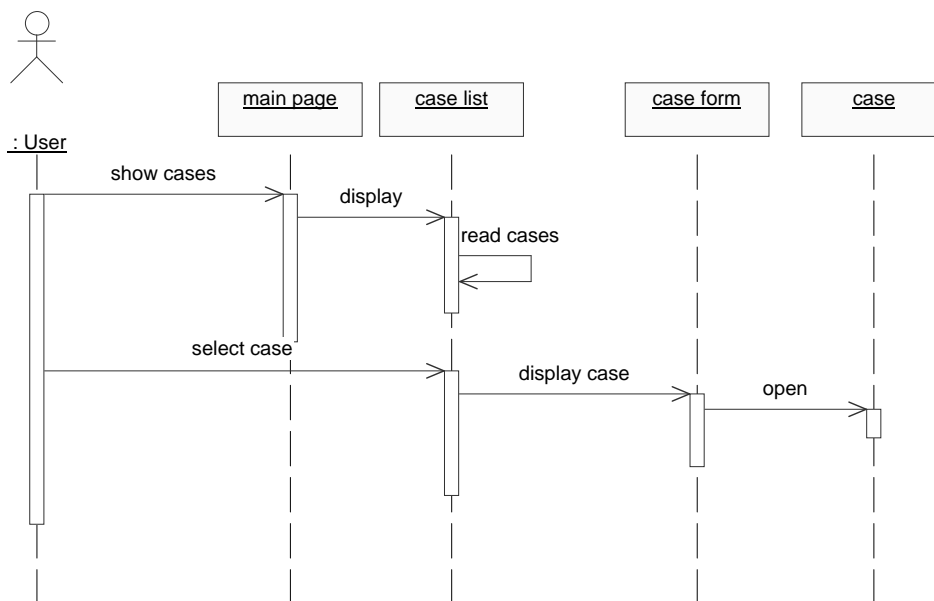 main page
case list
case form
case
: User
show cases
display
read cases
select case
display case
open